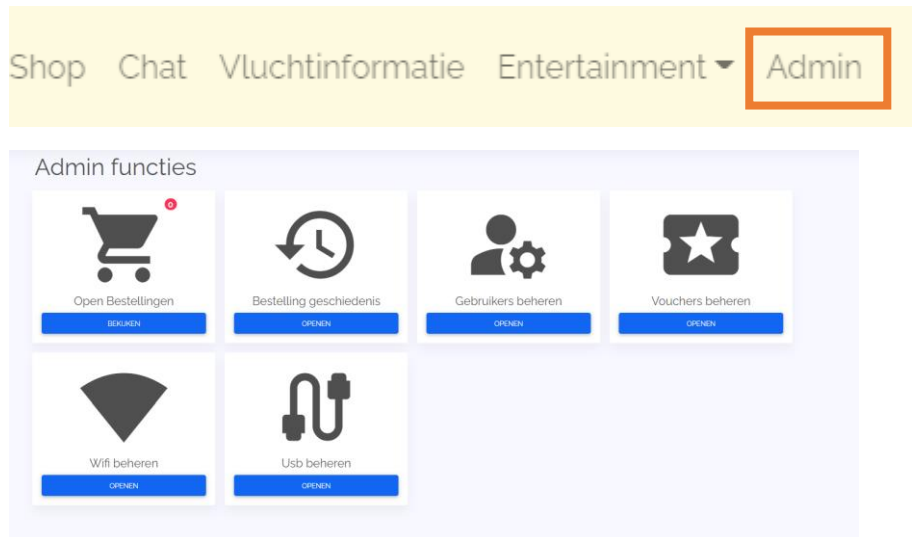 Shop Chat Vluchtinformatie Entertainment Admin
Admin functies
0
Open Bestellingen Bestelling geschiedenis Gebruikers beheren Vouchers beheren
BEKIJKEN OPENEN OPENEN OPENEN
Wifi beheren Usb beheren
OPENEN OPENEN